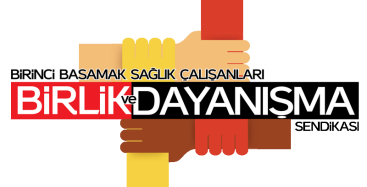 BİRİNCİ BASAMAK SAĞLIK ÇALIŞANLARI
BİRLİK ve DAYANIŞMA
SENDİKASI